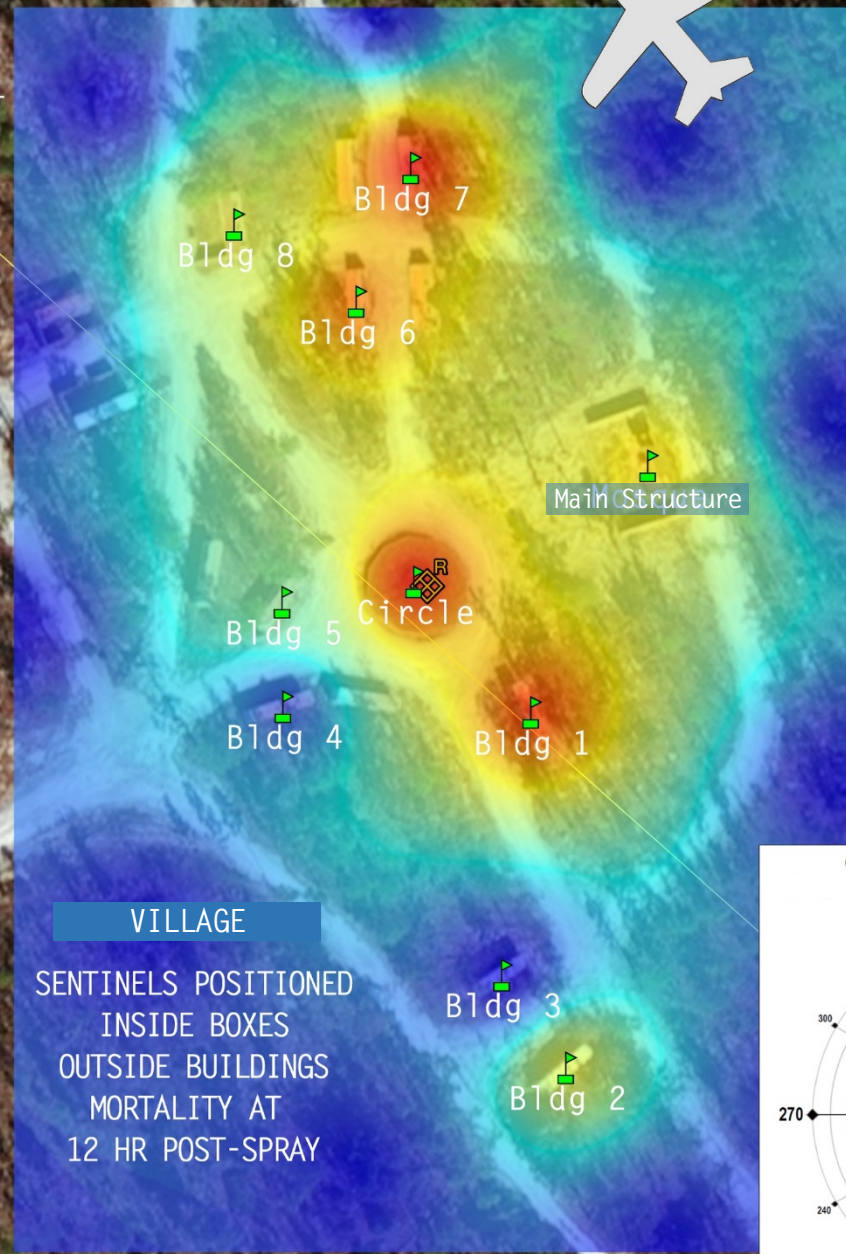 Bldg 7
Bldg 8
Bldg 6
Main Structure
R
Circle
Bldg 5
Bldg 4
Bldg 1
VILLAGE
SENTINELS POSITIONED
INSIDE BOXES
OUTSIDE BUILDINGS
MORTALITY AT
12 HR POST-SPRAY
Bldg 3
Bldg 2
300
270
240